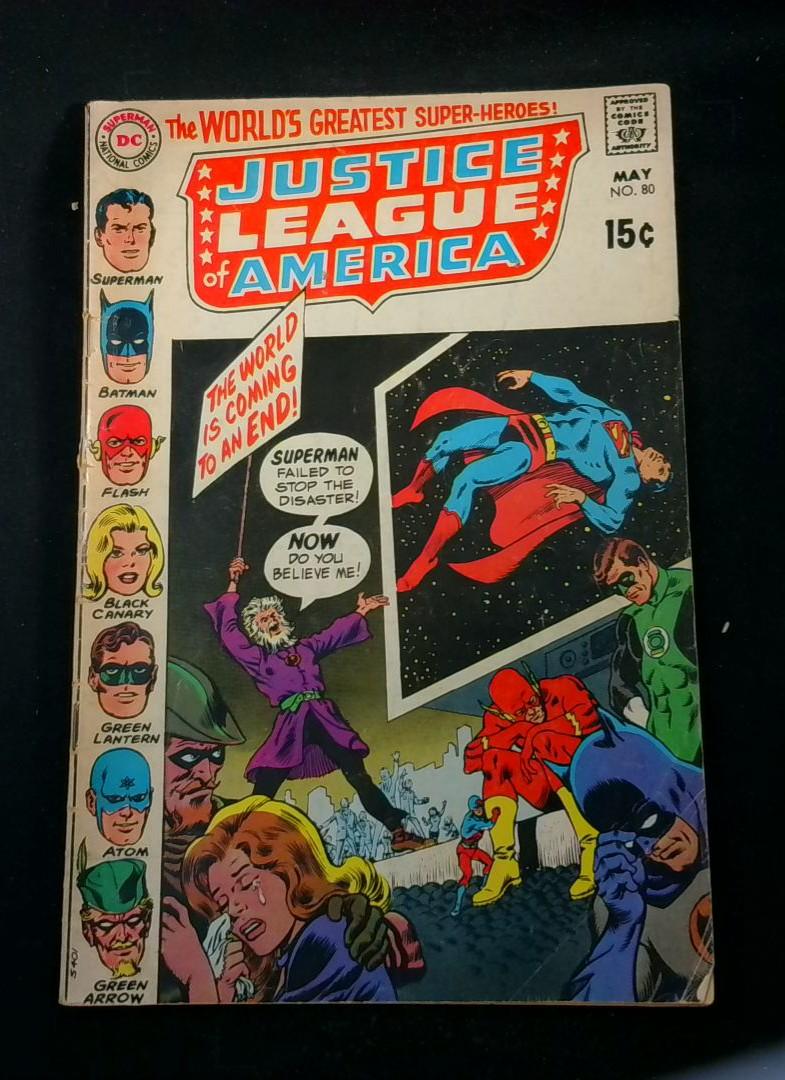 SUPERMAN
DC
NATIONAL COMICS
The WORLD'S GREATEST SUPER-HEROES!
APPROVED
BY THE
COMICS
CODE
CA
AUTHORITY
JUSTICE
LEAGUE
of AMERICA
MAY
NO. 80
15¢
SUPERMAN
BATMAN
FLASH
BLACK
CANARY
GREEN
LANTERN
ATOM
GREEN
ARROW
5401
THE WORLD
IS COMING
TO AN END!
SUPERMAN
FAILED TO
STOP THE
DISASTER!
NOW
DO YOU
BELIEVE ME!
S